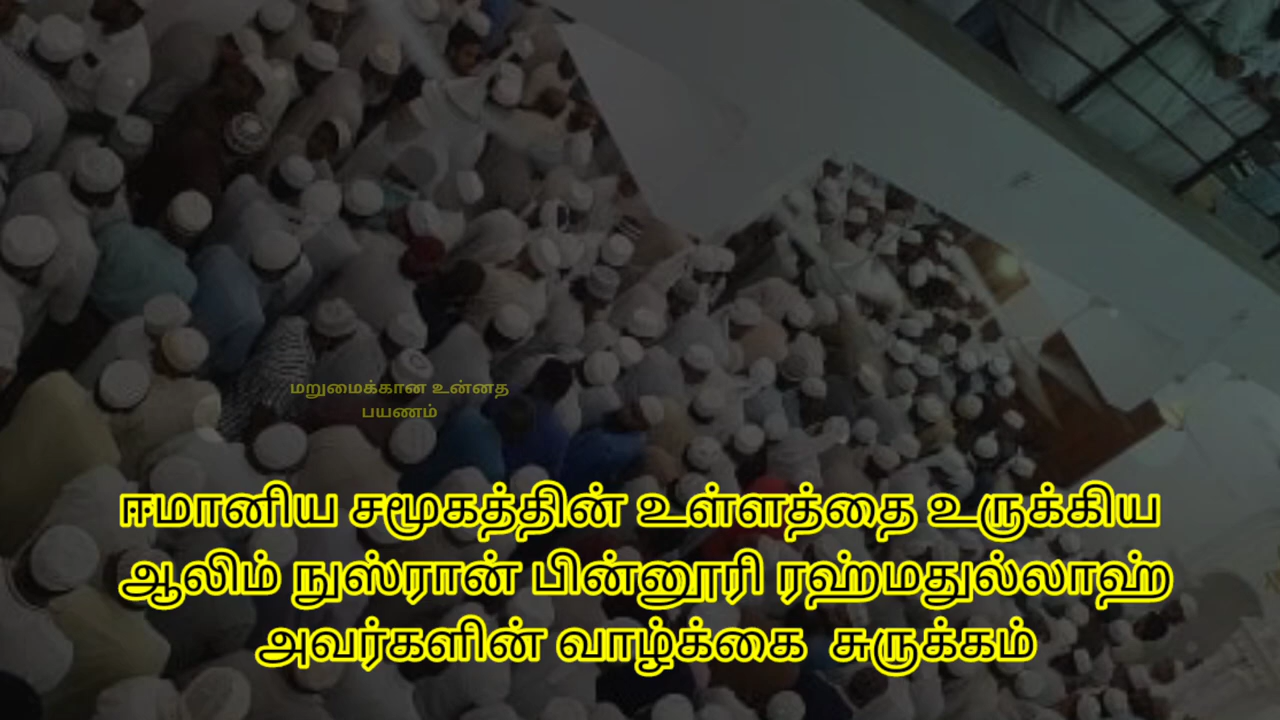 மறுமைக்கான உன்னத
பயணம்
ஈமானிய சமூகத்தின் உள்ளத்தை உருக்கிய
ஆலிம் நுஸ்ரான் பின்னூரி ரஹ்மதுல்லாஹ்
அவர்களின் வாழ்க்கை சுருக்கம்